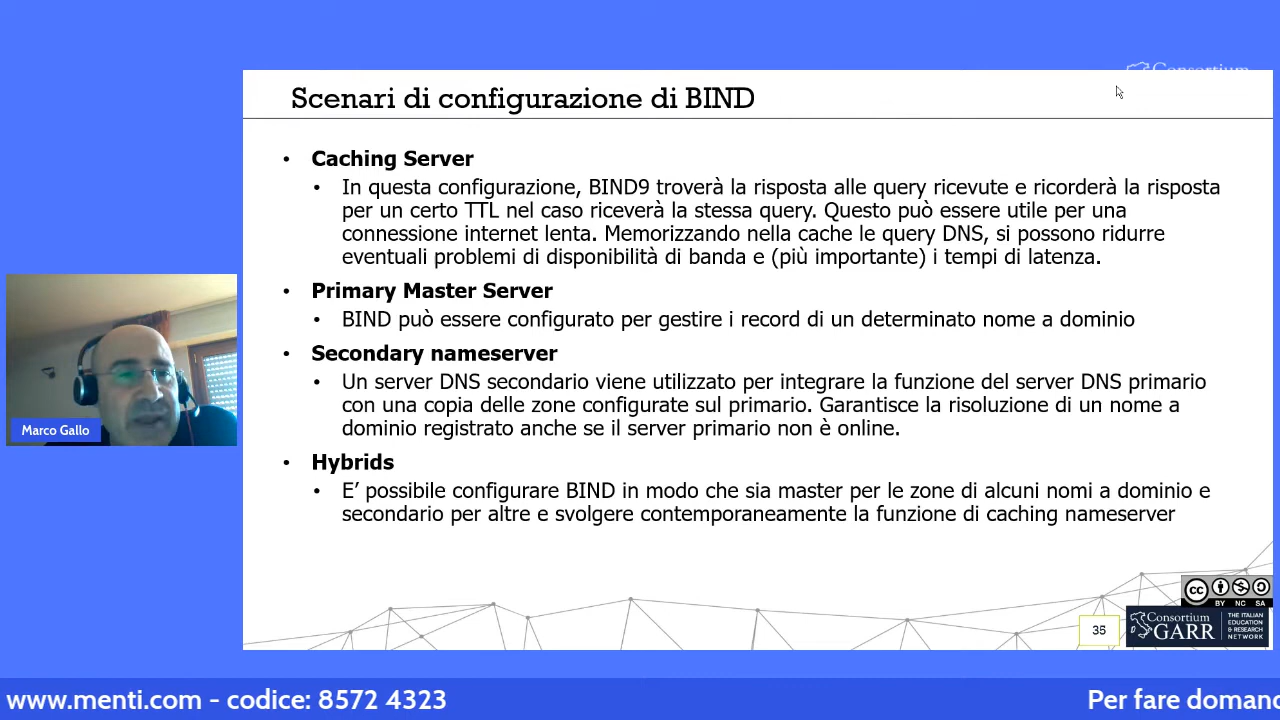 Consortium
Scenari di configurazione di BIND
• Caching Server
• In questa configurazione, BIND9 troverà la risposta alle query ricevute e ricorderà la risposta
per un certo TTL nel caso riceverà la stessa query. Questo può essere utile per una
connessione internet lenta. Memorizzando nella cache le query DNS, si possono ridurre
eventuali problemi di disponibilità di banda e (più importante) i tempi di latenza.
• Primary Master Server
• BIND può essere configurato per gestire i record di un determinato nome a dominio
• Secondary nameserver
• Un server DNS secondario viene utilizzato per integrare la funzione del server DNS primario
con una copia delle zone configurate sul primario. Garantisce la risoluzione di un nome a
dominio registrato anche se il server primario non è online.
• Hybrids
• E’ possibile configurare BIND in modo che sia master per le zone di alcuni nomi a dominio e
secondario per altre e svolgere contemporaneamente la funzione di caching nameserver
Marco Gallo
cc
BY NC SA
35
Consortium
GARR
THE ITALIAN
EDUCATION
& RESEARCH
NETWORK
www.menti.com - codice: 8572 4323
Per fare domand